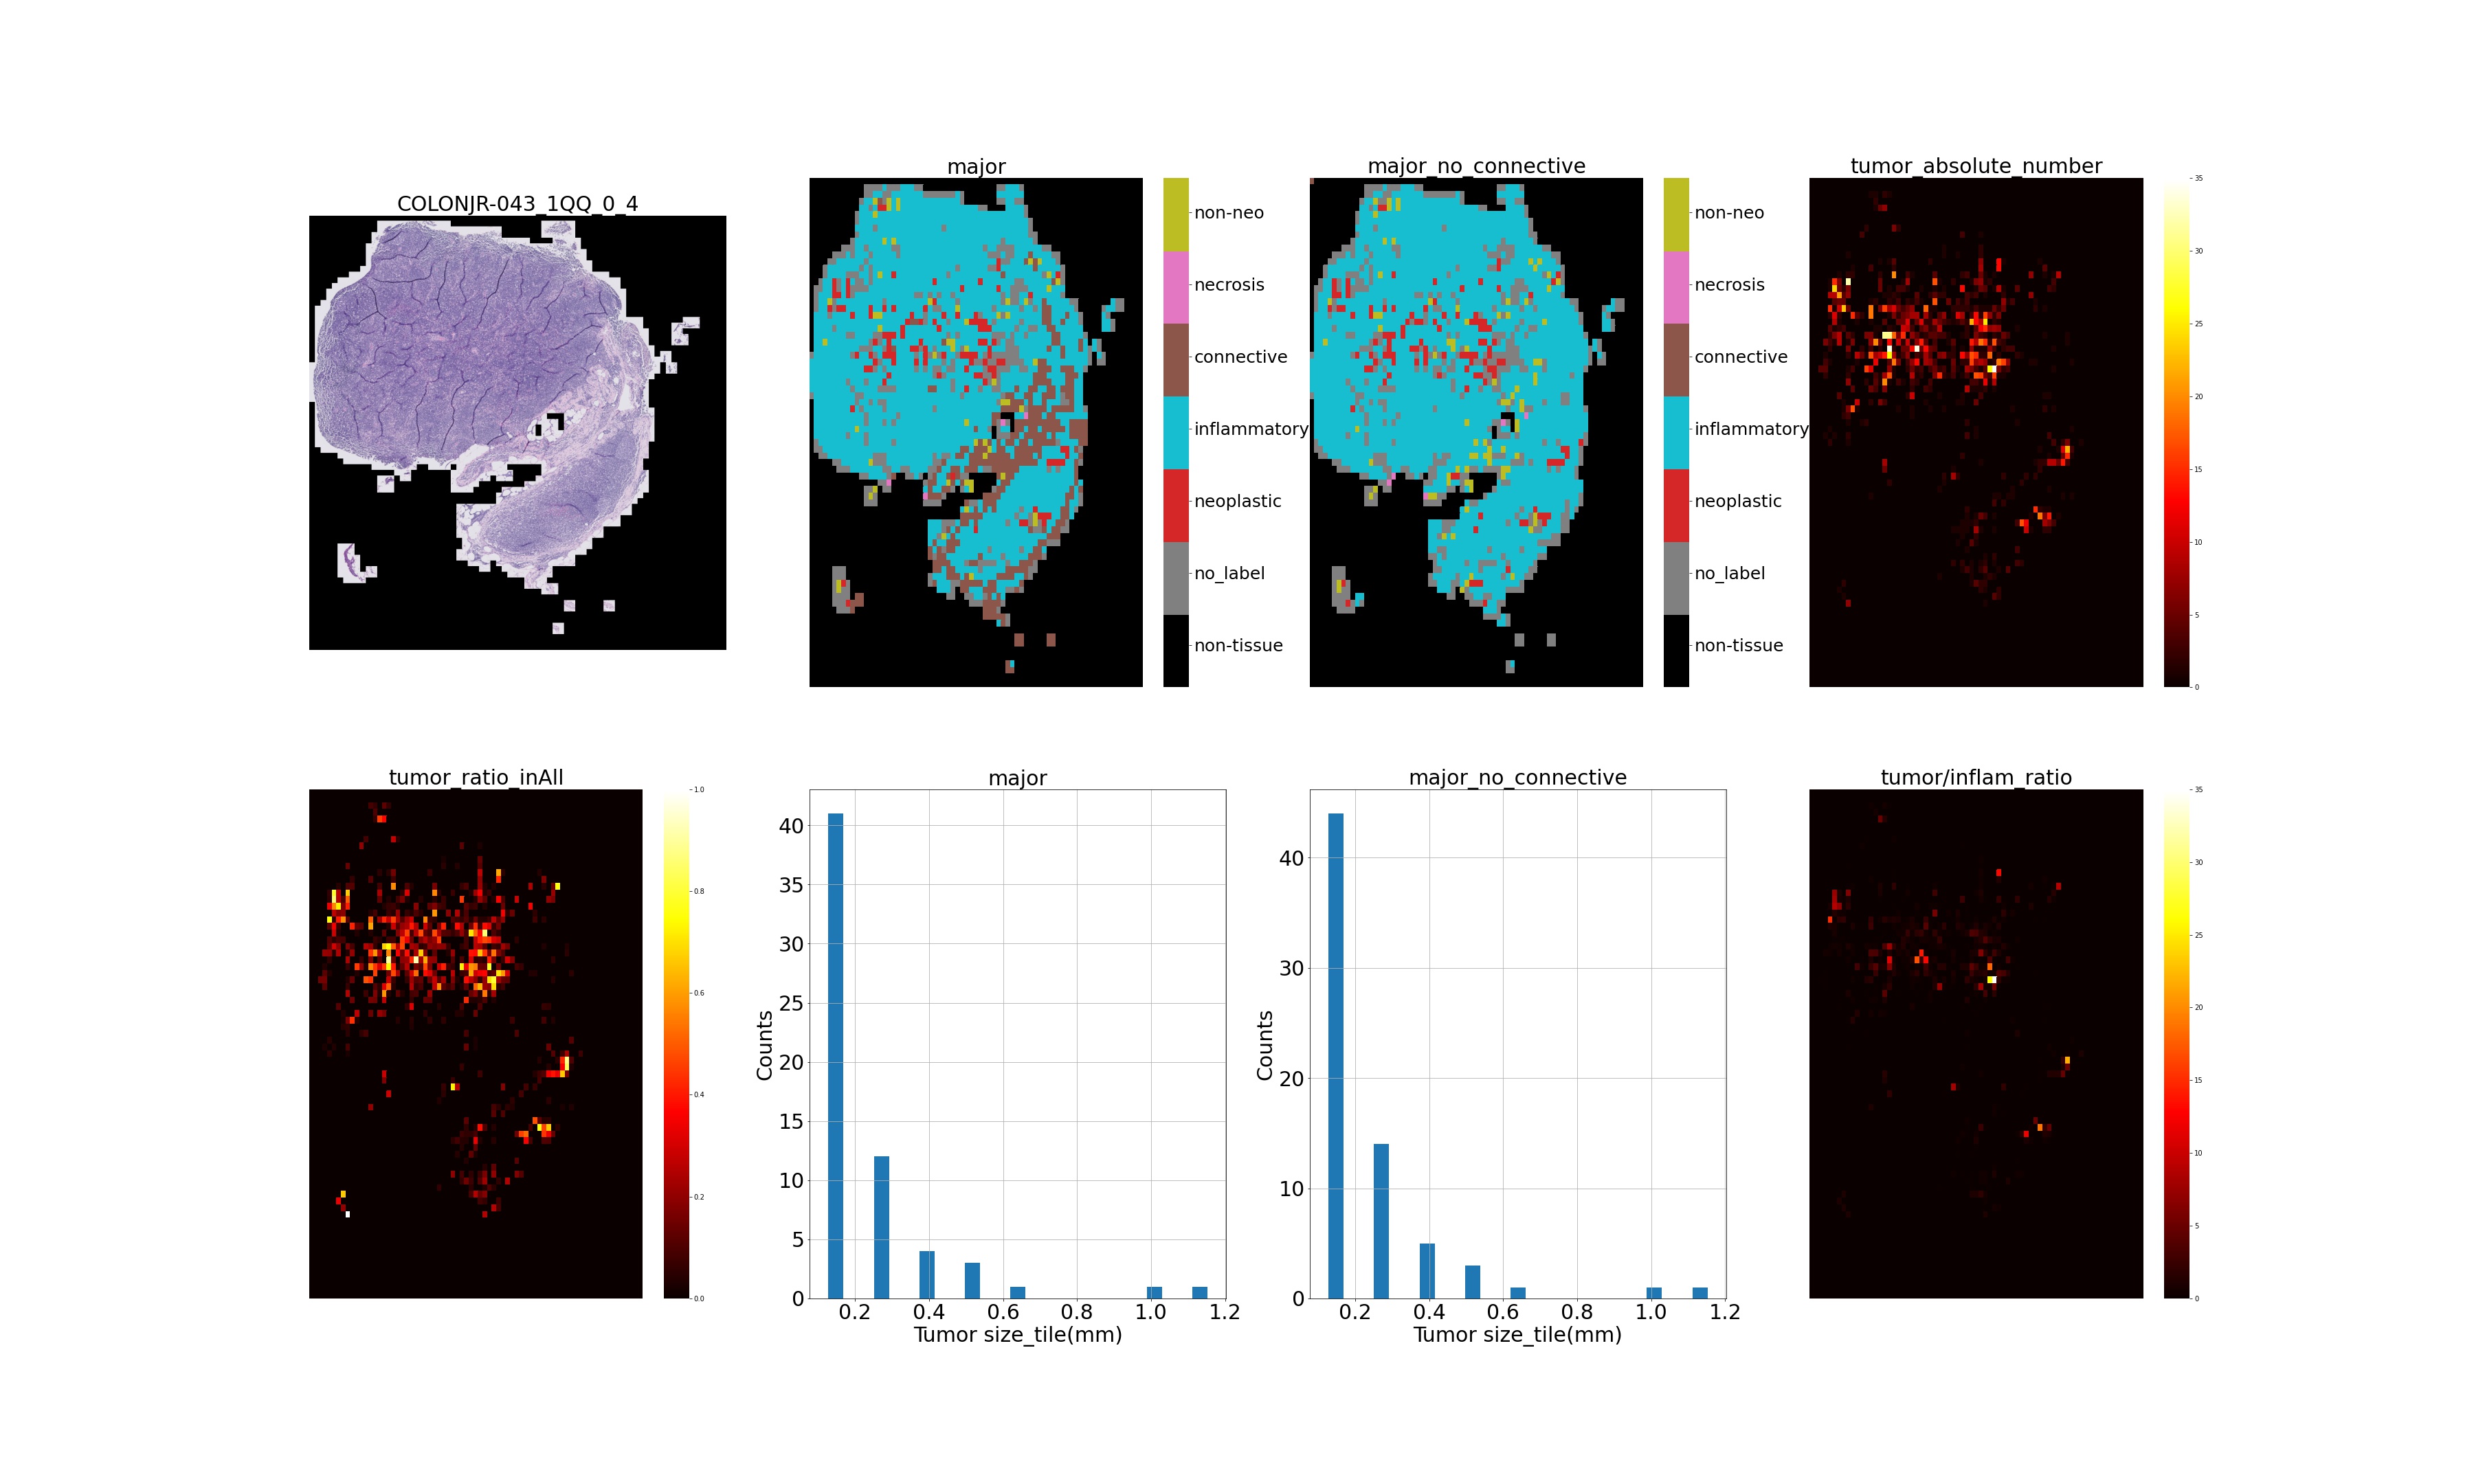 COLONJR-043_1QQ_0_4
major
non-neo
necrosis
connective
inflammatory
neoplastic
no_label
non-tissue
major_no_connective
non-neo
necrosis
connective
inflammatory
neoplastic
no_label
non-tissue
tumor_absolute_number
35
30
25
20
15
10
5
0
tumor_ratio_inAll
1.0
0.8
0.6
0.4
0.2
0.0
major
Counts
40
35
30
25
20
15
10
5
0
0.2 0.4 0.6 0.8 1.0 1.2
Tumor size_tile(mm)
major_no_connective
Counts
40
30
20
10
0
0.2 0.4 0.6 0.8 1.0 1.2
Tumor size_tile(mm)
tumor/inflam_ratio
35
30
25
20
15
10
5
0